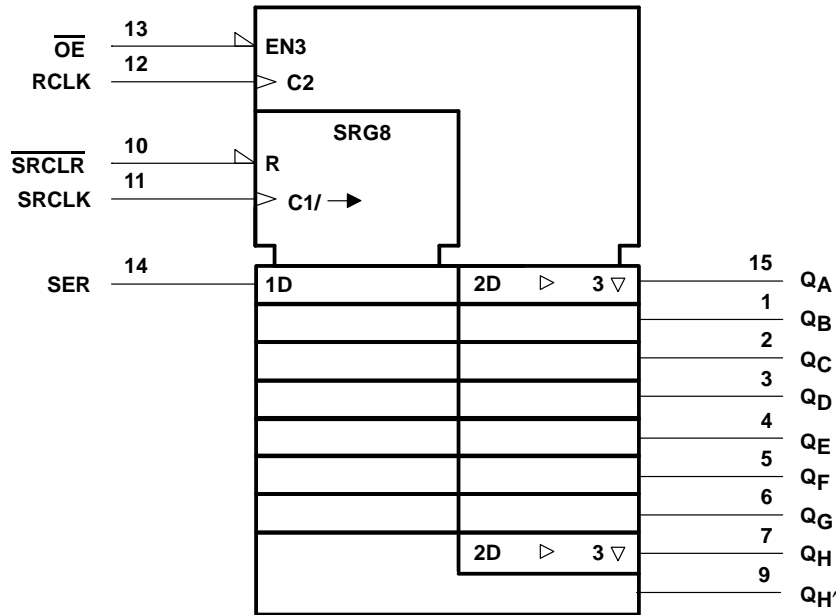 13
OE EN3
12
RCLK C2
SRG8
10
SRCLR R
11
SRCLK C1/
14
SER 1D 2D 3 15 QA
1 QB
2 QC
3 QD
4 QE
5 QF
6 QG
2D 3 7 QH
9 QH′